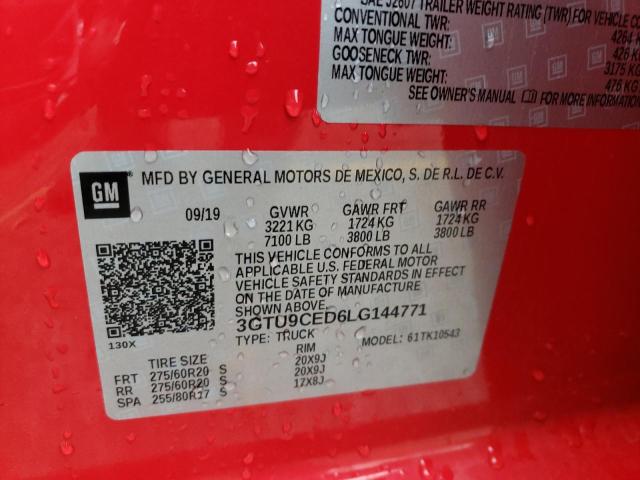 SAE J2807 TRAILER WEIGHT RATING (TWR) FOR VEHICLE
CONVENTIONAL TWR: 4264
MAX TONGUE WEIGHT: 426 KG
GOOSENECK TWR: 3175 KG
MAX TONGUE WEIGHT: 476 KG
SEE OWNER'S MANUAL FOR MORE INFORMATION
GM
MFD BY GENERAL MOTORS DE MEXICO, S. DE R.L. DE C.V.
09/19 GVWR GAWR FRT GAWR RR
3221 KG 1724 KG 1724 KG
7100 LB 3800 LB 3800 LB
THIS VEHICLE CONFORMS TO ALL
APPLICABLE U.S. FEDERAL MOTOR
VEHICLE SAFETY STANDARDS IN EFFECT
ON THE DATE OF MANUFACTURE
SHOWN ABOVE.
3GTU9CED6LG144771
130X
TYPE: TRUCK MODEL: 61TK10543
TIRE SIZE RIM
FRT 275/60R20 S 20X9J
RR 275/60R20 S 20X9J
SPA 255/80R17 S 17X8J